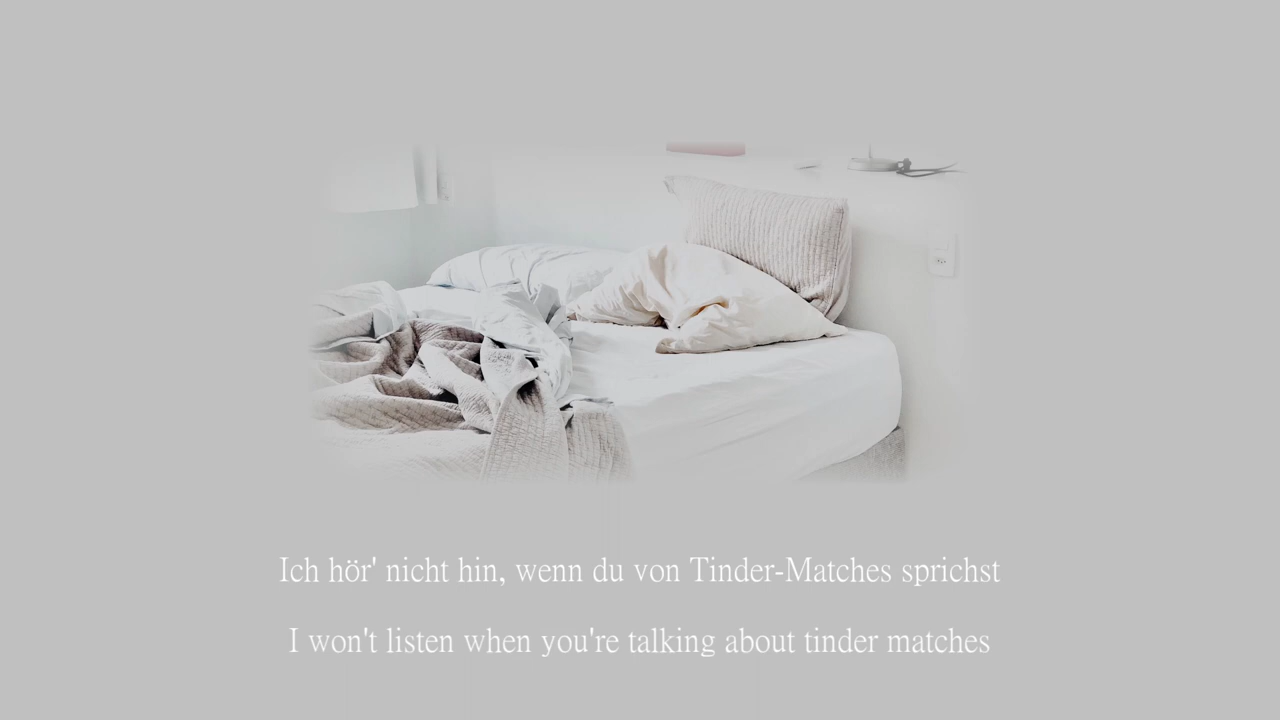 Ich hör' nicht hin, wenn du von Tinder-Matches sprichst
I won't listen when you're talking about tinder matches